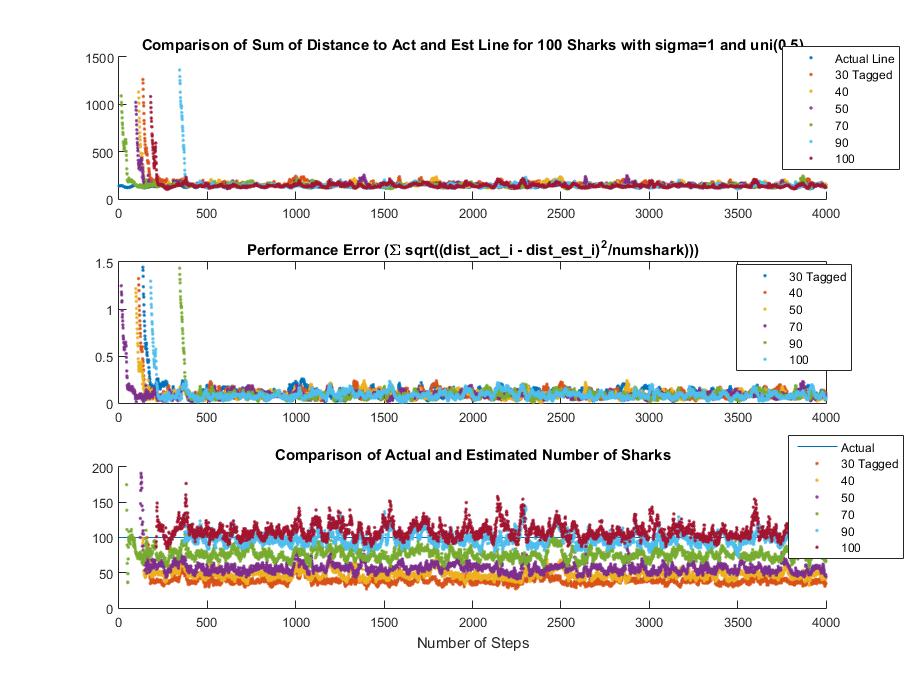 Comparison of Sum of Distance to Act and Est Line for 100 Sharks with sigma=1 and uni(0.5)
1500
1000
500
0
0 500 1000 1500 2000 2500 3000 3500 4000
Actual Line
30 Tagged
40
50
70
90
100
Performance Error (Σ sqrt((dist_act_i - dist_est_i)²/numshark)))
1.5
1
0.5
0
0 500 1000 1500 2000 2500 3000 3500 4000
30 Tagged
40
50
70
90
100
Comparison of Actual and Estimated Number of Sharks
200
150
100
50
0
0 500 1000 1500 2000 2500 3000 3500 4000
Number of Steps
Actual
30 Tagged
40
50
70
90
100